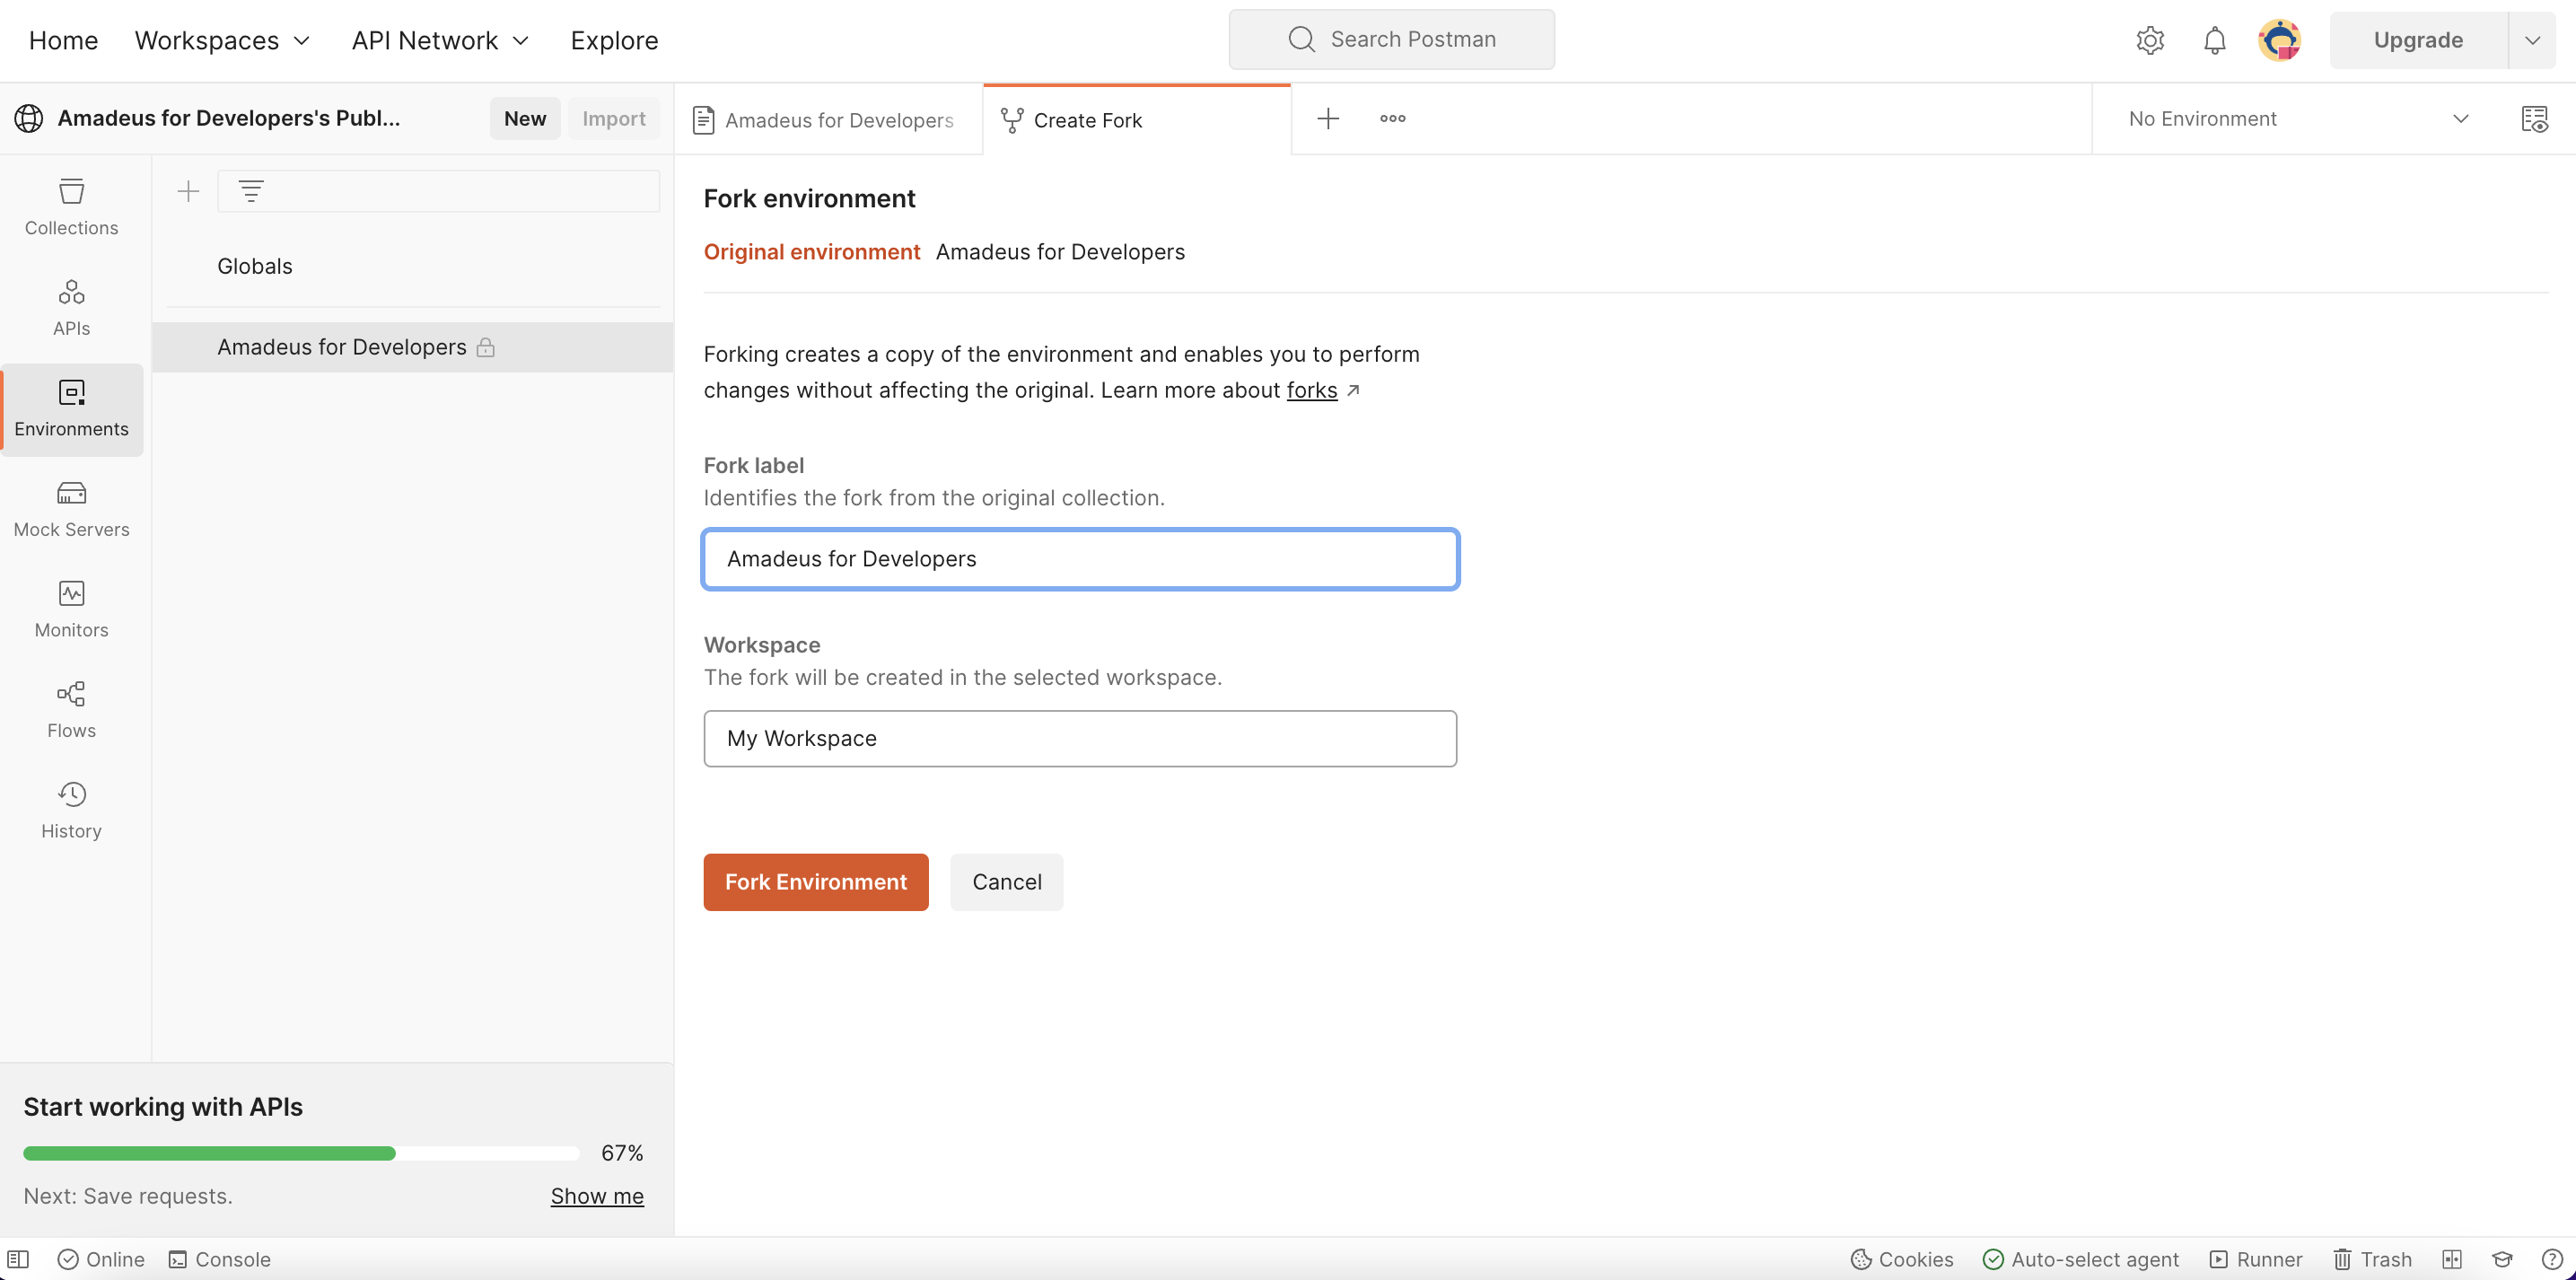 Home
Workspaces
API Network
Explore
Search Postman
Upgrade
Amadeus for Developers's Publ...
New
Import
Amadeus for Developers
Create Fork
No Environment
Collections
APIs
Environments
Mock Servers
Monitors
Flows
History
Globals
Amadeus for Developers
Fork environment
Original environment Amadeus for Developers
Forking creates a copy of the environment and enables you to perform
changes without affecting the original. Learn more about forks
Fork label
Identifies the fork from the original collection.
Amadeus for Developers
Workspace
The fork will be created in the selected workspace.
My Workspace
Fork Environment
Cancel
Start working with APIs
67%
Next: Save requests.
Show me
Online
Console
Cookies
Auto-select agent
Runner
Trash